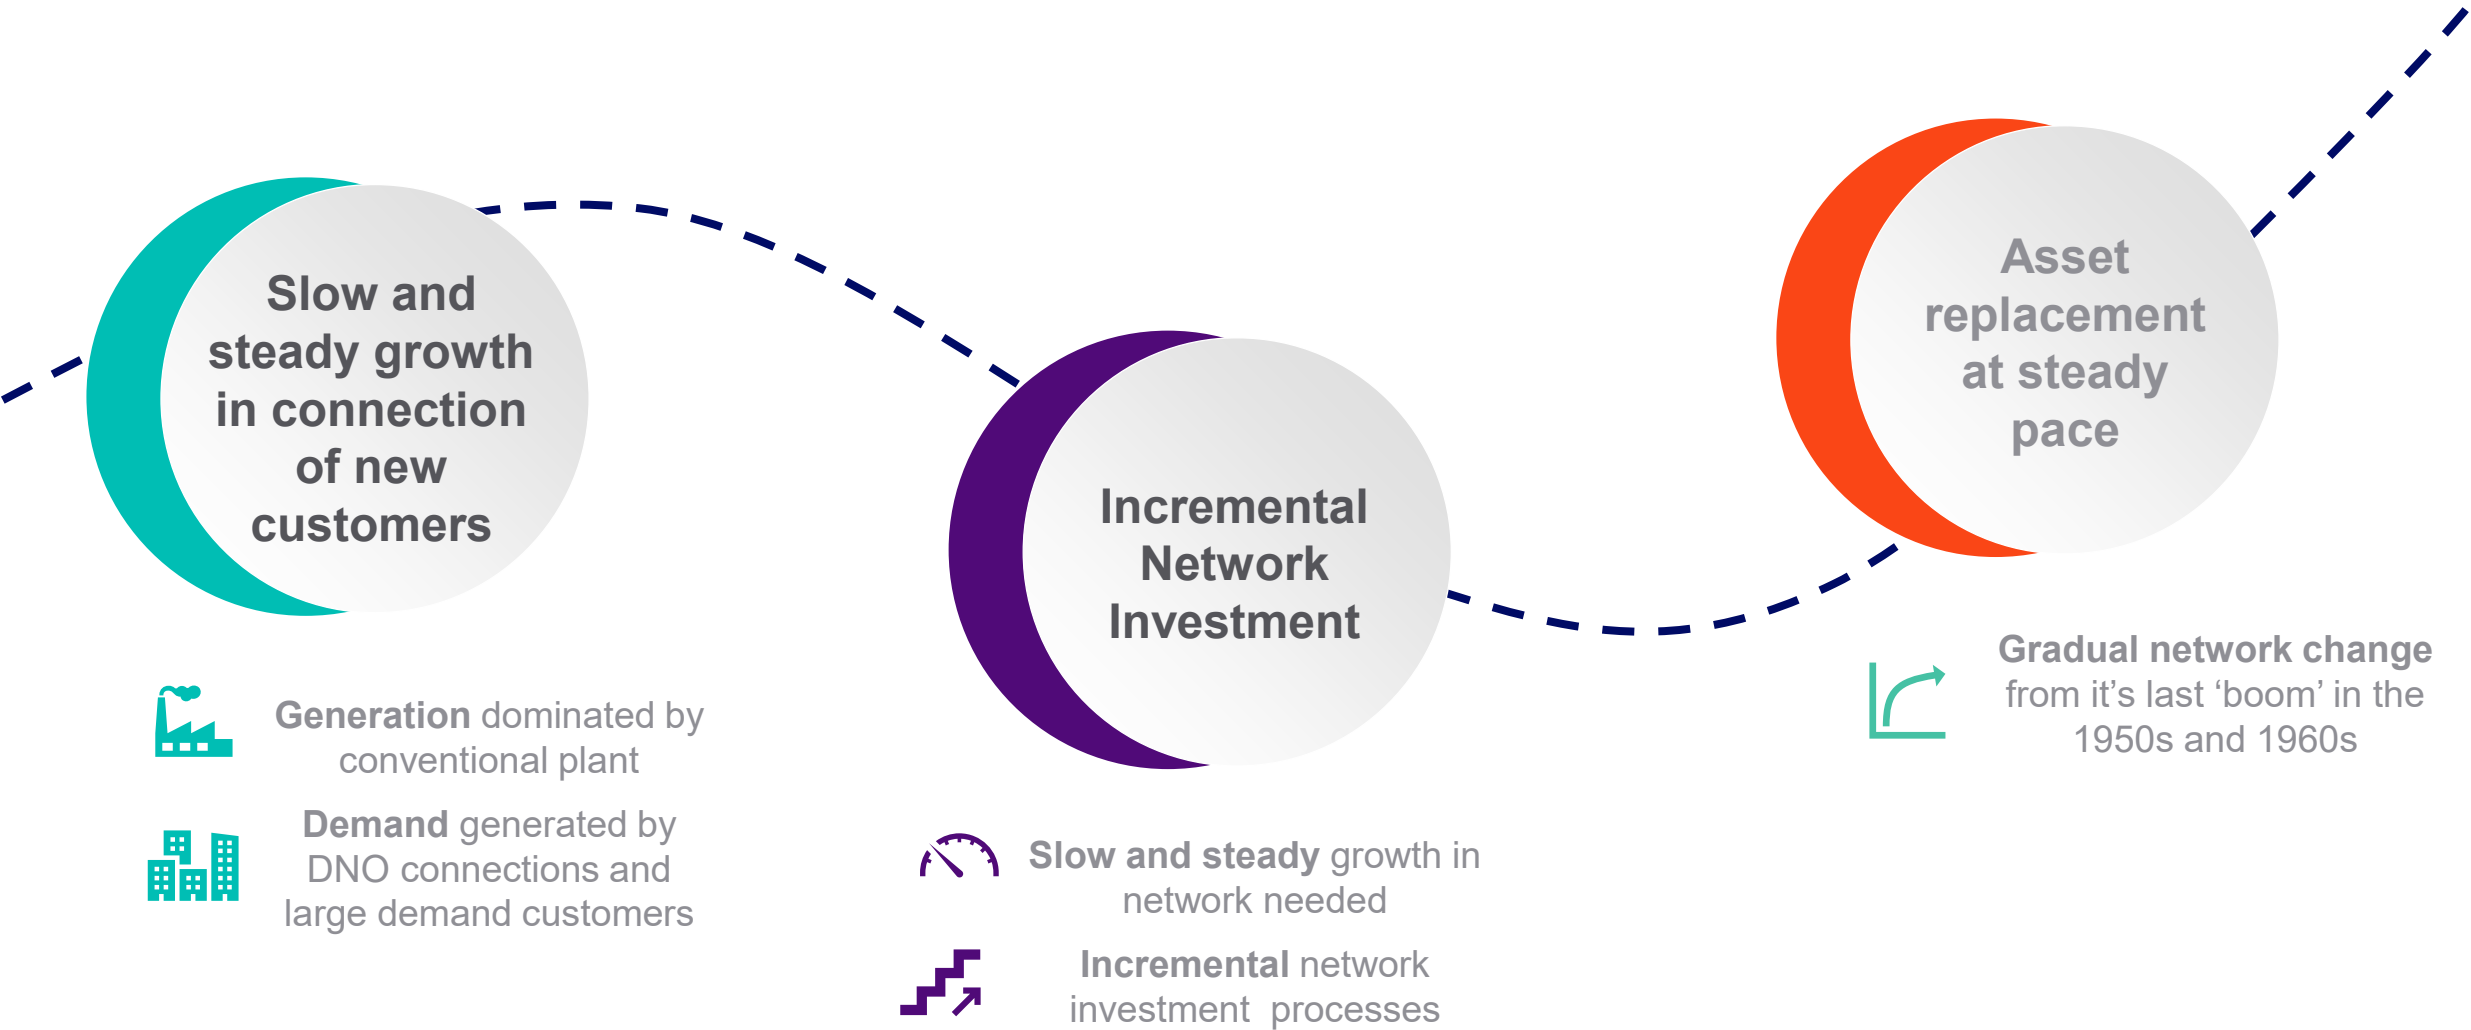 Slow and
steady growth
in connection
of new
customers
Generation dominated by
conventional plant
Demand generated by
DNO connections and
large demand customers
Incremental
Network
Investment
Slow and steady growth in
network needed
Incremental network
investment  processes
Asset
replacement
at steady
pace
Gradual network change
from it’s last ‘boom’ in the
1950s and 1960s